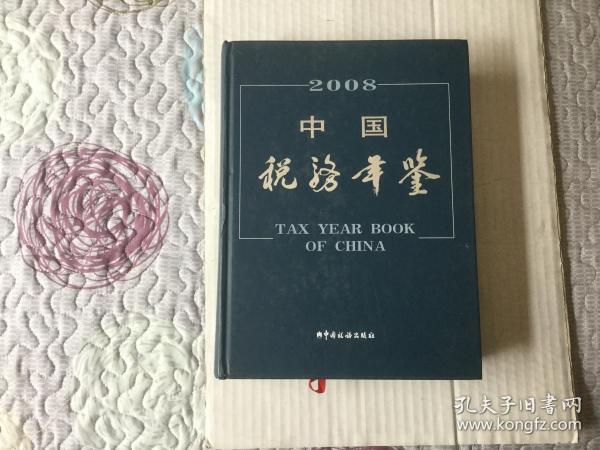 2008
中国
税務年鉴
TAX YEAR BOOK
OF CHINA
中国税务出版社
孔夫子旧书网
www.kongfz.com